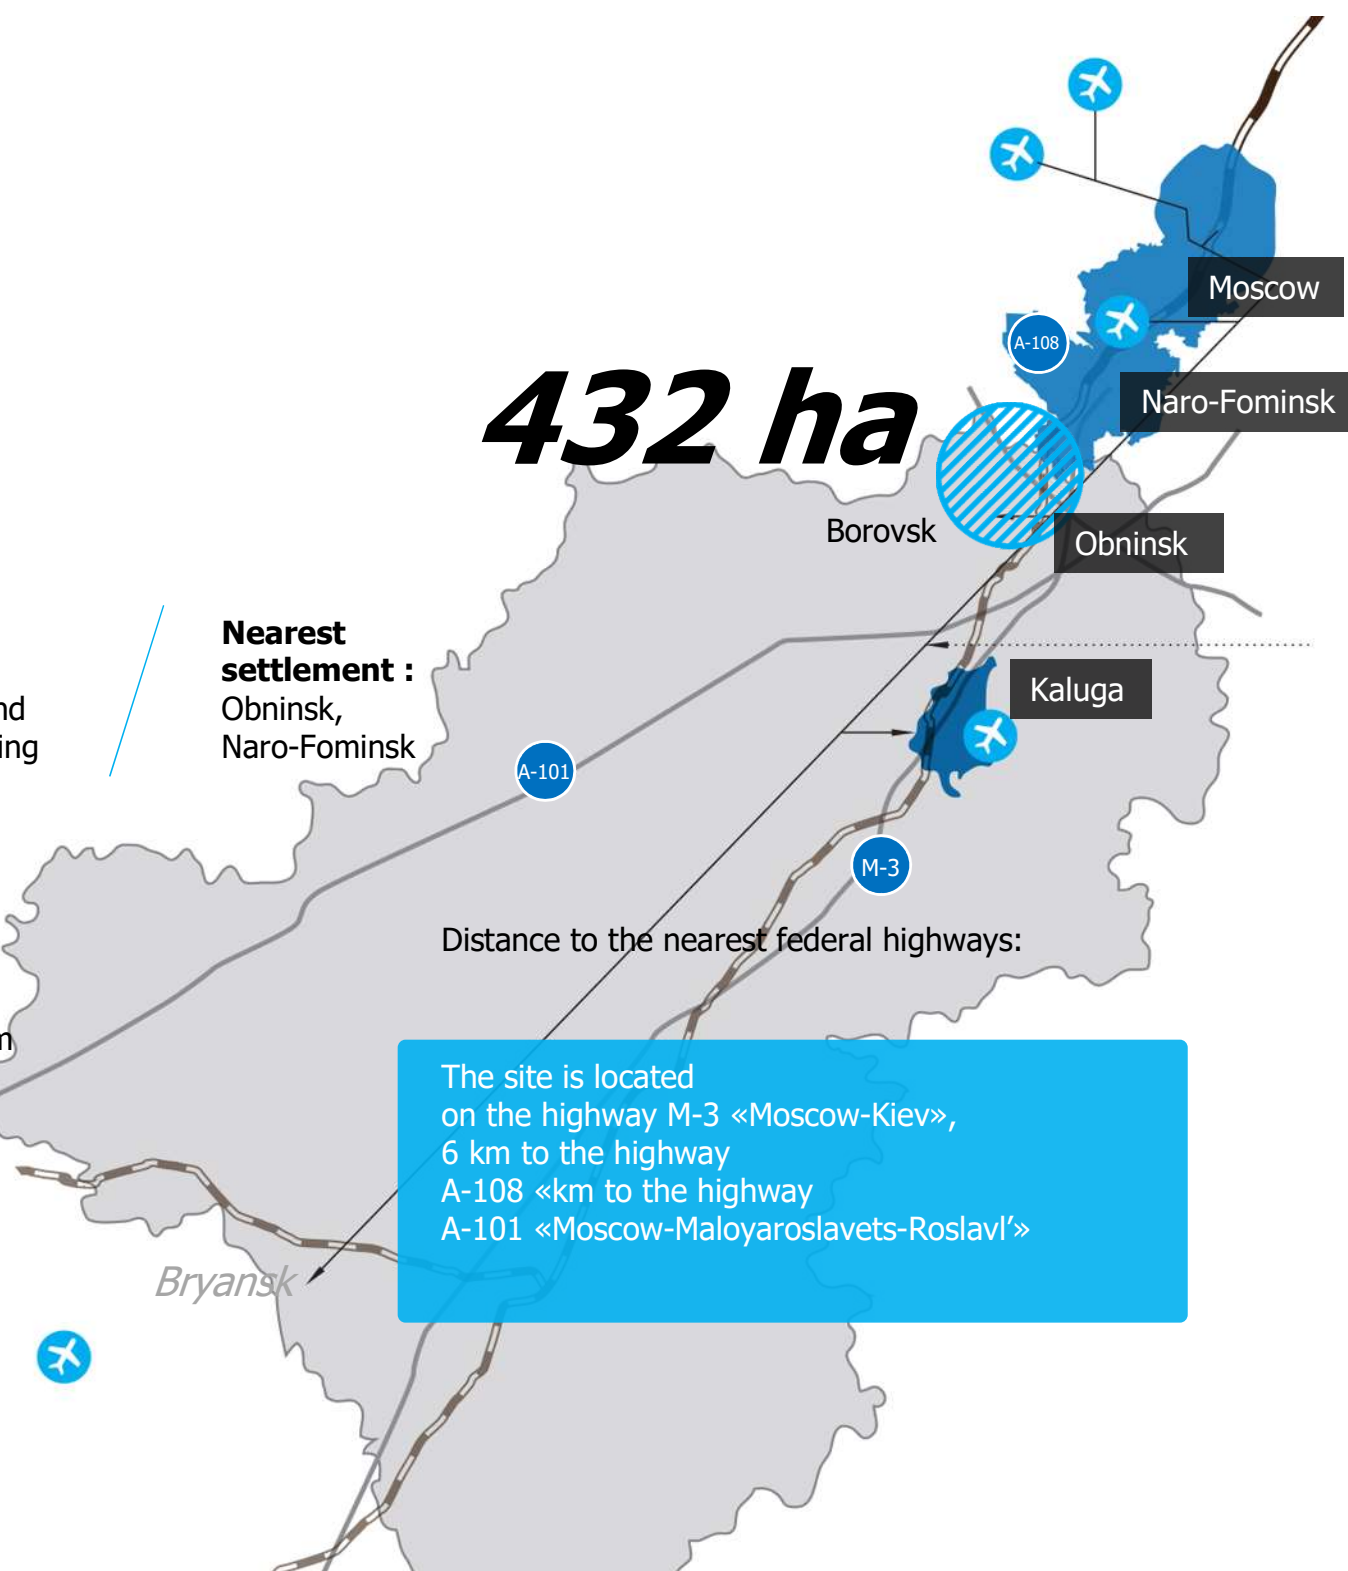 Moscow
A-108
432 ha
Naro-Fominsk
Borovsk
Obninsk
Nearest
settlement :
Obninsk,
Naro-Fominsk
nd
ing
Kaluga
A-101
M-3
Distance to the nearest federal highways:
m
The site is located
on the highway M-3 «Moscow-Kiev»,
6 km to the highway
A-108 «km to the highway
A-101 «Moscow-Maloyaroslavets-Roslavl’»
Bryansk